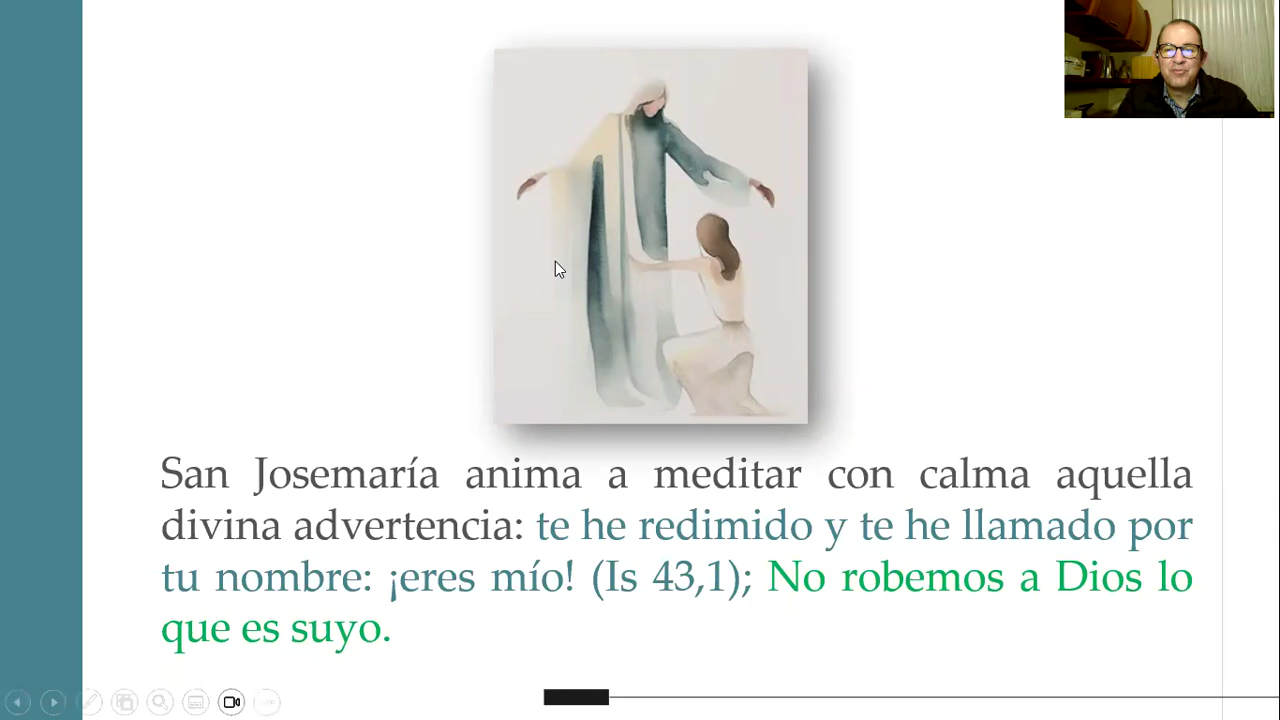 San Josemaría anima a meditar con calma aquella
divina advertencia: te he redimido y te he llamado por
tu nombre: ¡eres mío! (Is 43,1); No robemos a Dios lo
que es suyo.